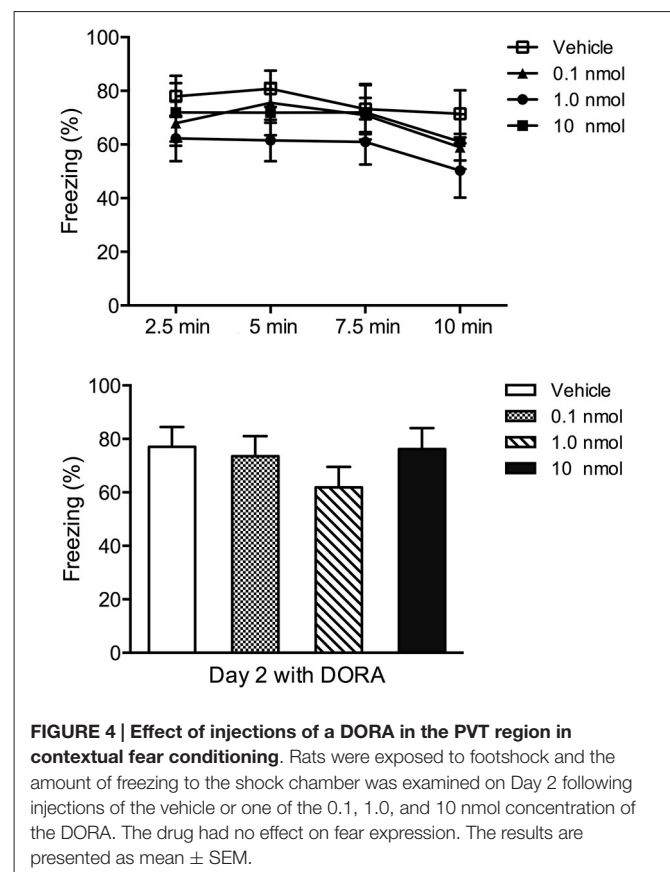 100
80
60
40
20
0
Freezing (%)
2.5 min 5 min 7.5 min 10 min
Vehicle
0.1 nmol
1.0 nmol
10 nmol
100
80
60
40
20
0
Freezing (%)
Day 2 with DORA
Vehicle
0.1 nmol
1.0 nmol
10 nmol
FIGURE 4 | Effect of injections of a DORA in the PVT region in
contextual fear conditioning. Rats were exposed to footshock and the
amount of freezing to the shock chamber was examined on Day 2 following
injections of the vehicle or one of the 0.1, 1.0, and 10 nmol concentration of
the DORA. The drug had no effect on fear expression. The results are
presented as mean ± SEM.